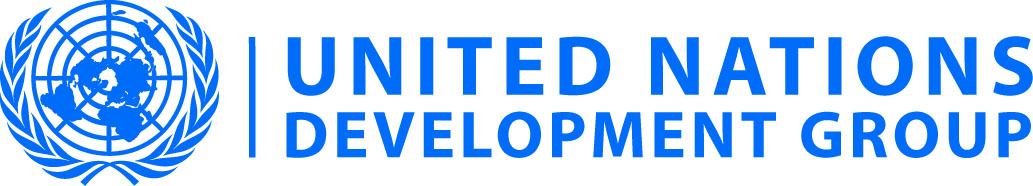 UNITED NATIONS
DEVELOPMENT GROUP